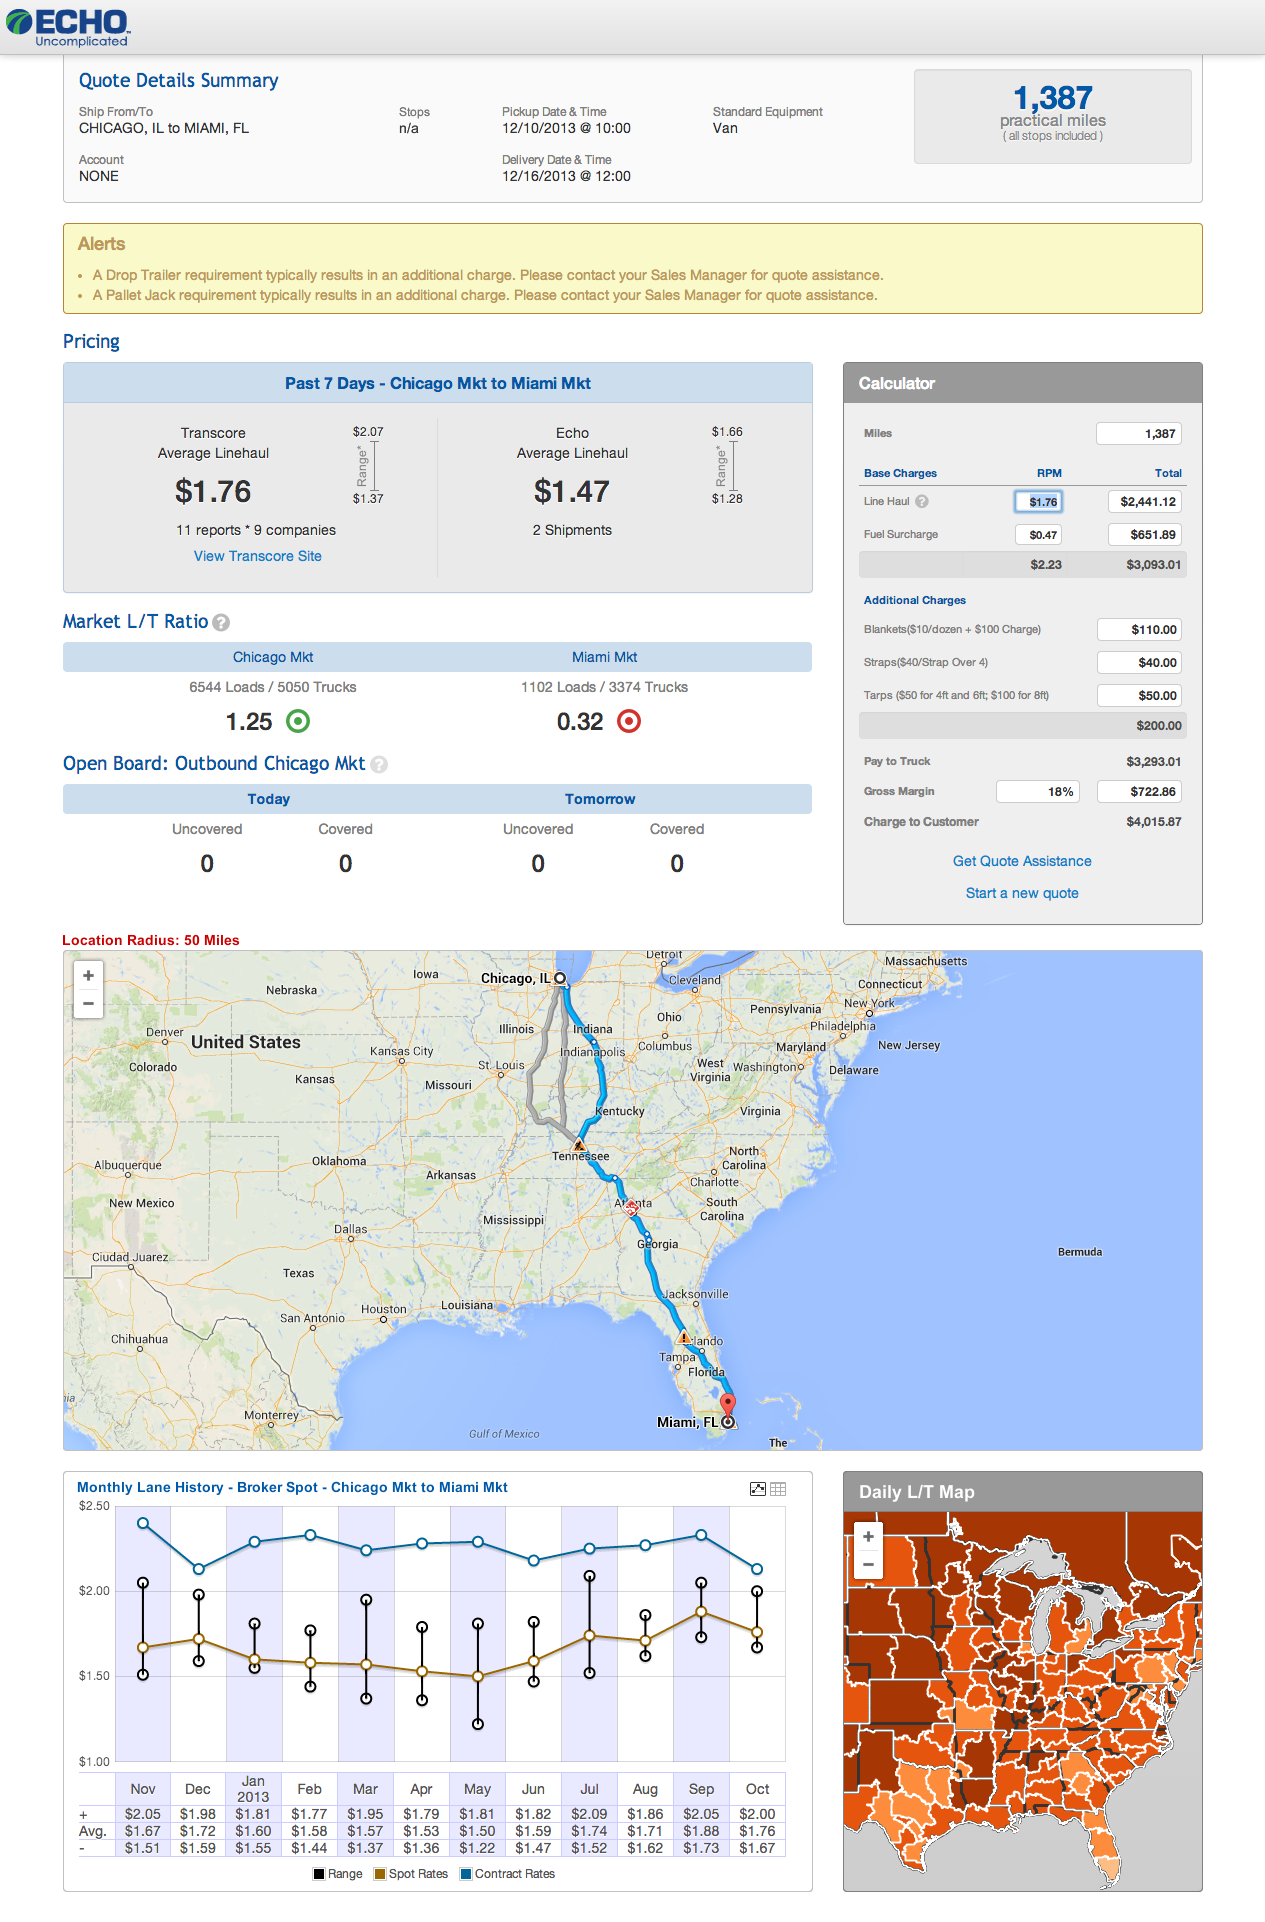 ECHO
Uncomplicated
Quote Details Summary
Ship From/To
CHICAGO, IL to MIAMI, FL
Stops
n/a
Pickup Date & Time
12/10/2013 @ 10:00
Standard Equipment
Van
1,387
practical miles
( all stops included )
Account
NONE
Delivery Date & Time
12/16/2013 @ 12:00
Alerts
• A Drop Trailer requirement typically results in an additional charge. Please contact your Sales Manager for quote assistance.
• A Pallet Jack requirement typically results in an additional charge. Please contact your Sales Manager for quote assistance.
Pricing
Past 7 Days - Chicago Mkt to Miami Mkt
Transcore
Average Linehaul
$1.76
$2.07
Range*
$1.37
11 reports * 9 companies
View Transcore Site
Echo
Average Linehaul
$1.47
$1.66
Range*
$1.28
2 Shipments
Calculator
Miles 1,387
Base Charges RPM Total
Line Haul ? $1.76 $2,441.12
Fuel Surcharge $0.47 $651.89
$2.23 $3,093.01
Additional Charges
Blankets($10/dozen + $100 Charge) $110.00
Straps($40/Strap Over 4) $40.00
Tarps ($50 for 4ft and 6ft; $100 for 8ft) $50.00
$200.00
Pay to Truck $3,293.01
Gross Margin 18% $722.86
Charge to Customer $4,015.87
Get Quote Assistance
Start a new quote
Market L/T Ratio ?
Chicago Mkt Miami Mkt
6544 Loads / 5050 Trucks 1102 Loads / 3374 Trucks
1.25 0.32
Open Board: Outbound Chicago Mkt ?
Today Tomorrow
Uncovered Covered Uncovered Covered
0 0 0 0
Location Radius: 50 Miles
+
−
Detroit
Massachusetts
Iowa
Chicago, IL
Cleveland
Connecticut
Nebraska
New York
Ohio
Pennsylvania
Illinois
Indiana
Philadelphia
Denver
United States
Indianapolis
Columbus
Maryland
New Jersey
Kansas City
St. Louis
West
Virginia
Washington
Delaware
Colorado
Kansas
Missouri
Kentucky
Virginia
Tennessee
North
Carolina
Albuquerque
Oklahoma
Arkansas
Charlotte
New Mexico
Atlanta
South
Carolina
Mississippi
Dallas
Georgia
Bermuda
Ciudad Juarez
Texas
Jacksonville
Houston
Louisiana
San Antonio
Chihuahua
Orlando
Tampa
Florida
nia
Monterrey
Miami, FL
Gulf of Mexico
The
Monthly Lane History - Broker Spot - Chicago Mkt to Miami Mkt
$2.50
$2.00
$1.50
$1.00
Nov Dec Jan 2013 Feb Mar Apr May Jun Jul Aug Sep Oct
+ $2.05 $1.98 $1.81 $1.77 $1.95 $1.79 $1.81 $1.82 $2.09 $1.86 $2.05 $2.00
Avg. $1.67 $1.72 $1.60 $1.58 $1.57 $1.53 $1.50 $1.59 $1.74 $1.71 $1.88 $1.76
- $1.51 $1.59 $1.55 $1.44 $1.37 $1.36 $1.22 $1.47 $1.52 $1.62 $1.73 $1.67
Range Spot Rates Contract Rates
Daily L/T Map
+
−